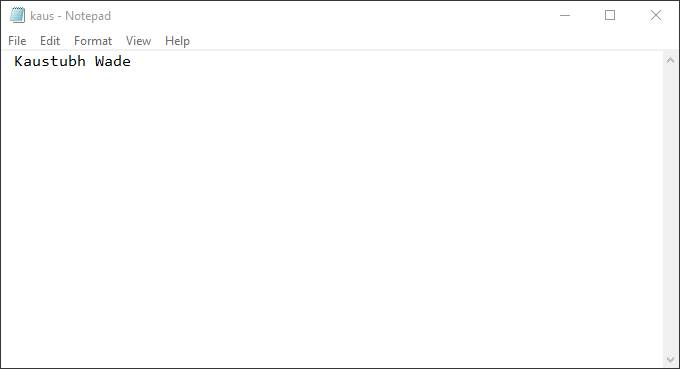 kaus - Notepad
File Edit Format View Help
Kaustubh Wade